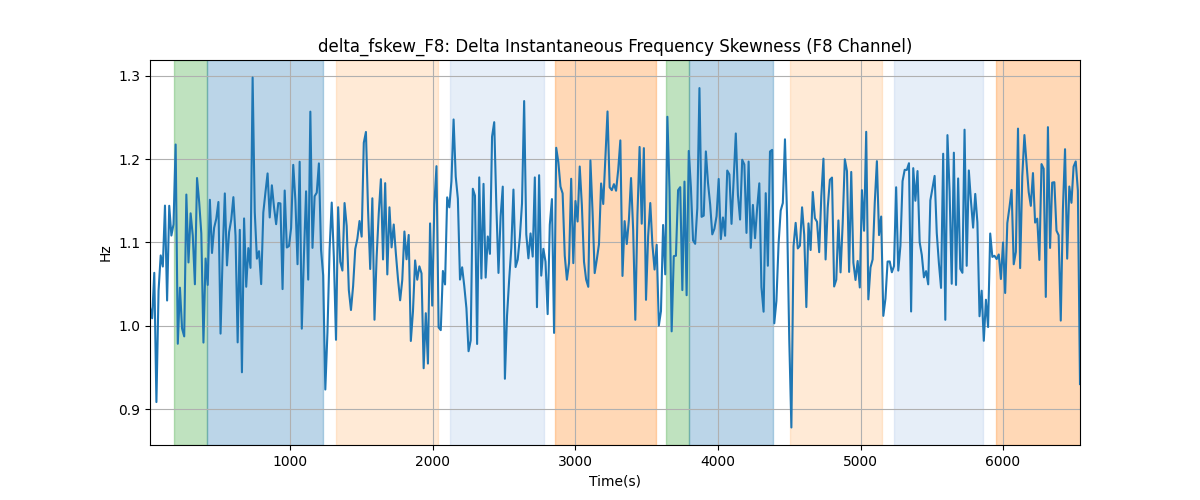 delta_fskew_F8: Delta Instantaneous Frequency Skewness (F8 Channel)
1.3
1.2
1.1
1.0
0.9
Hz
1000 2000 3000 4000 5000 6000
Time(s)